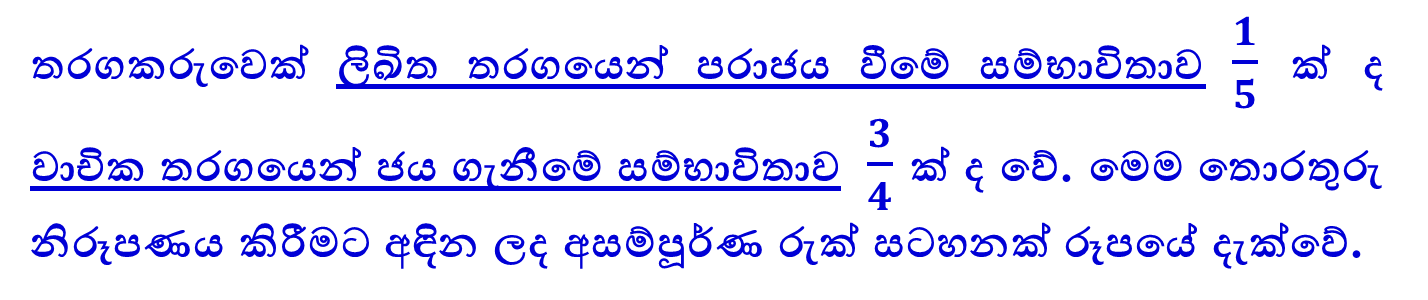 තරගකරුවෙක් ලිඛිත තරගයෙන් පරාජය වීමේ සම්භාවිතාව 1/5 ක් ද
වාචික තරගයෙන් ජය ගැනීමේ සම්භාවිතාව 3/4 ක් ද වේ. මෙම තොරතුරු
නිරූපණය කිරීමට අඳින ලද අසම්පූර්ණ රුක් සටහනක් රූපයේ දැක්වේ.